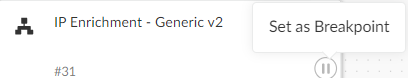 IP Enrichment - Generic v2
Set as Breakpoint
#31